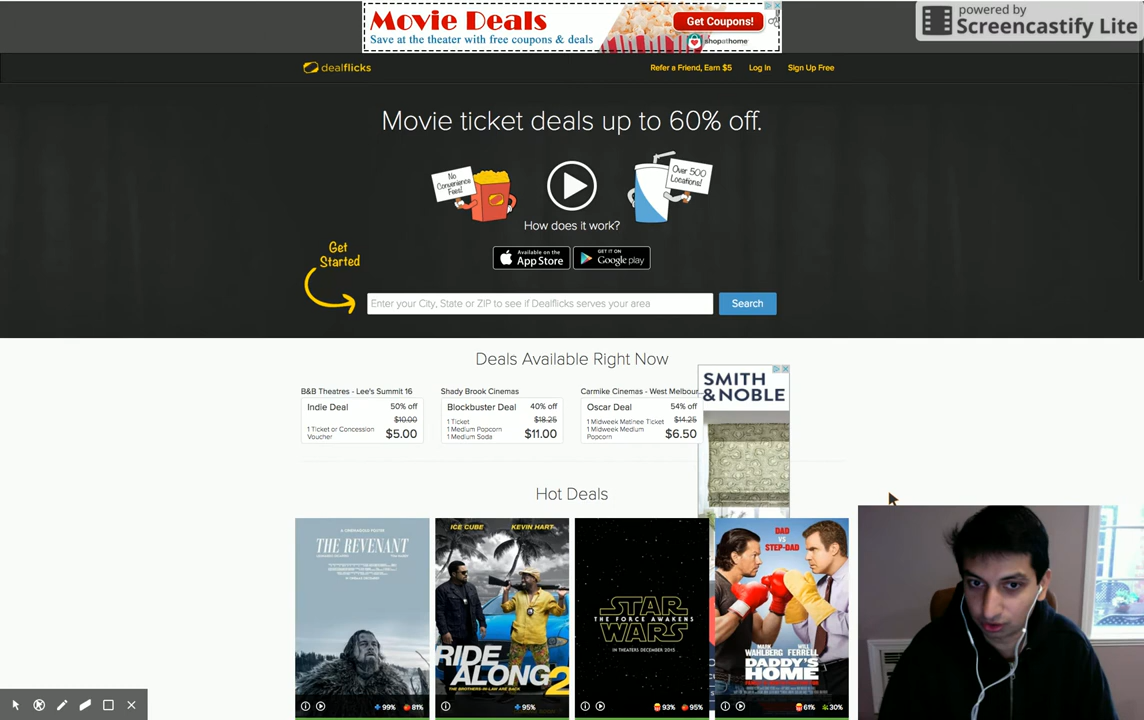 Movie Deals
Save at the theater with free coupons & deals
Get Coupons!
shopathome
powered by
Screencastify Lite
dealflicks
Refer a Friend, Earn $5
Log In
Sign Up Free
Movie ticket deals up to 60% off.
No
Convenience
Fees!
Over 500
Locations!
How does it work?
Available on the
App Store
GET IT ON
Google play
Get
Started
Enter your City, State or ZIP to see if Dealflicks serves your area
Search
Deals Available Right Now
B&B Theatres - Lee's Summit 16
Indie Deal
50% off
$10.00
1 Ticket or Concession
Voucher
$5.00
Shady Brook Cinemas
Blockbuster Deal
40% off
$18.25
1 Ticket
1 Medium Popcorn
1 Medium Soda
$11.00
Carmike Cinemas - West Melbour
Oscar Deal
54% off
$14.25
1 Midweek Matinee Ticket
1 Midweek Medium
Popcorn
$6.50
SMITH
&NOBLE
Hot Deals
THE REVENANT
99%
81%
ICE CUBE KEVIN HART
RIDE
ALONG 2
THE BROTHERS-IN-LAW ARE BACK
95%
STAR
THE FORCE AWAKENS
WARS
IN THEATERS DECEMBER 2015
93%
95%
DAD
VS
STEP-DAD
MARK WILL
WAHLBERG FERRELL
DADDY'S
HOME
61%
30%